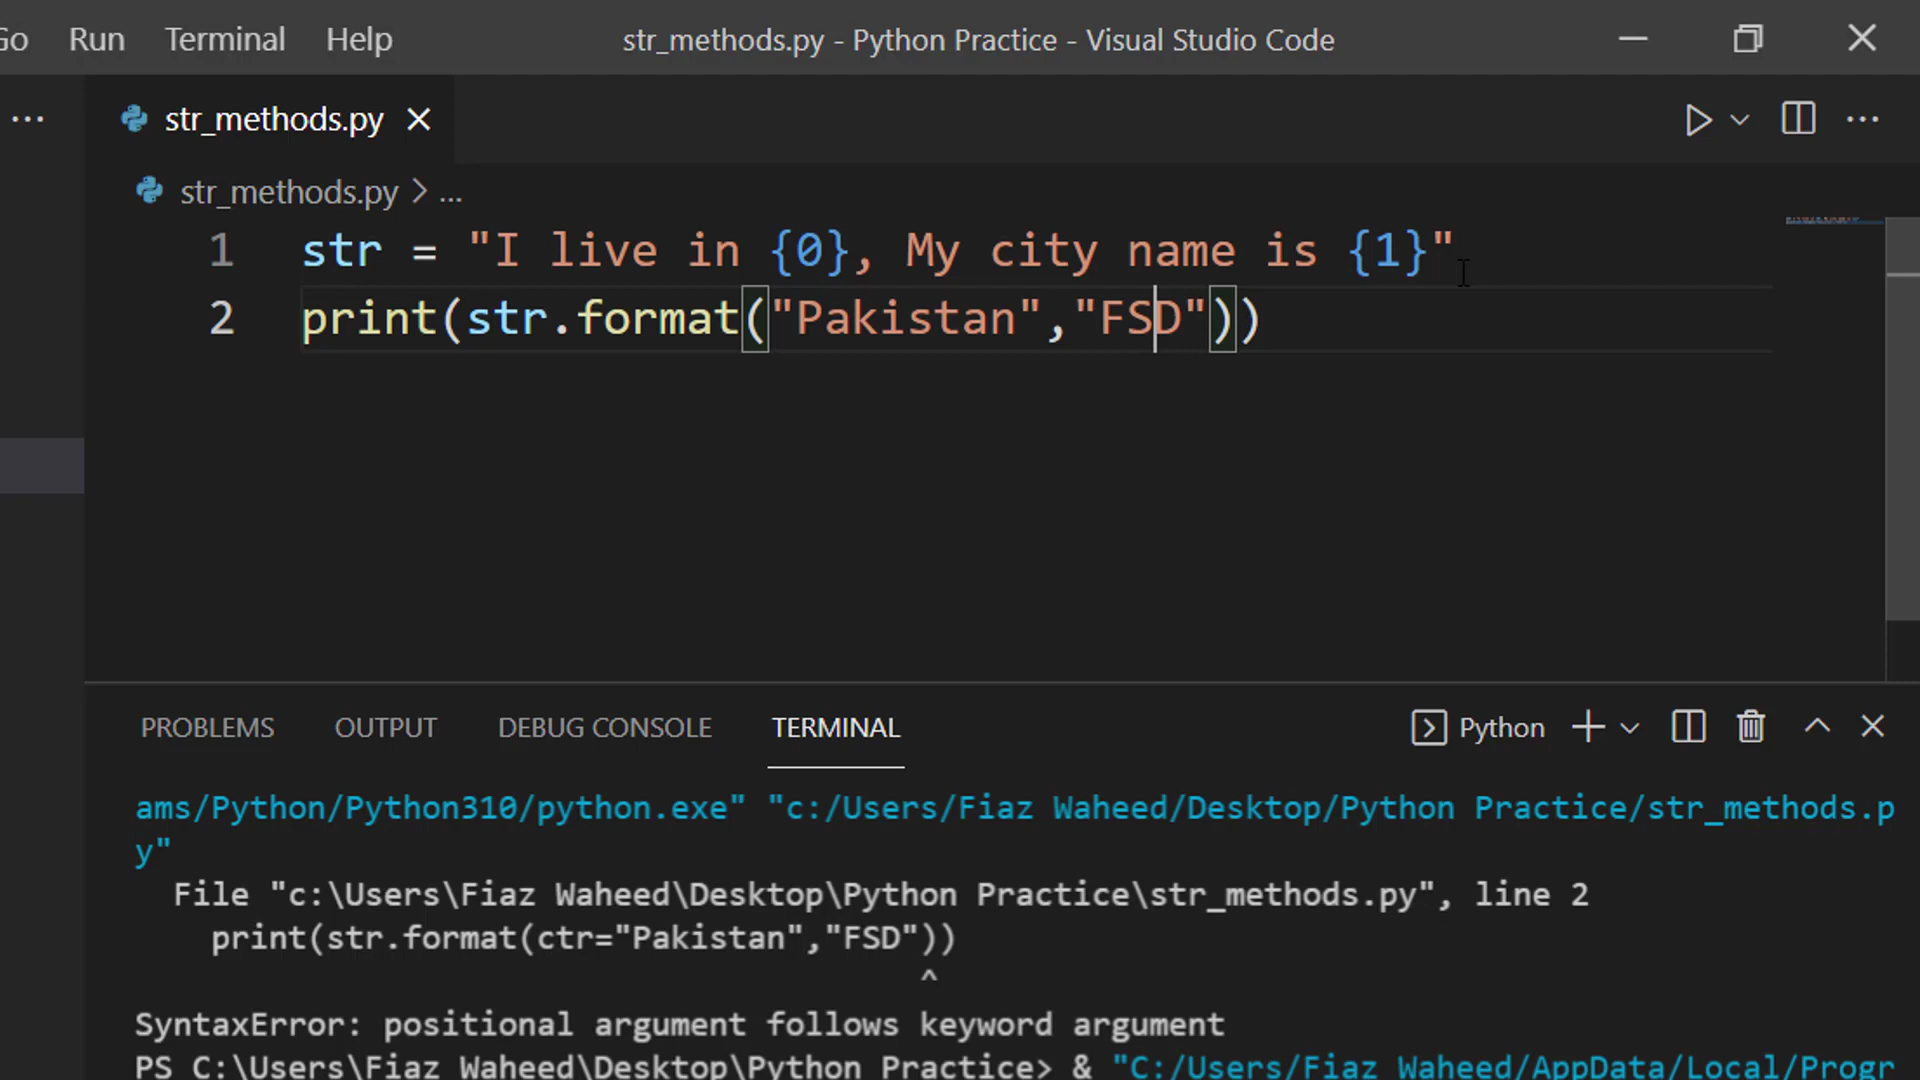 Go Run Terminal Help str_methods.py - Python Practice - Visual Studio Code
... str_methods.py
str_methods.py > ...
1 str = "I live in {0}, My city name is {1}"
2 print(str.format("Pakistan","FSD"))
PROBLEMS OUTPUT DEBUG CONSOLE TERMINAL Python
ams/Python/Python310/python.exe" "c:/Users/Fiaz Waheed/Desktop/Python Practice/str_methods.p
y"
File "c:\Users\Fiaz Waheed\Desktop\Python Practice\str_methods.py", line 2
print(str.format(ctr="Pakistan","FSD"))
^
SyntaxError: positional argument follows keyword argument
PS C:\Users\Fiaz Waheed\Desktop\Python Practice> & "C:/Users/Fiaz Waheed/AppData/Local/Progr